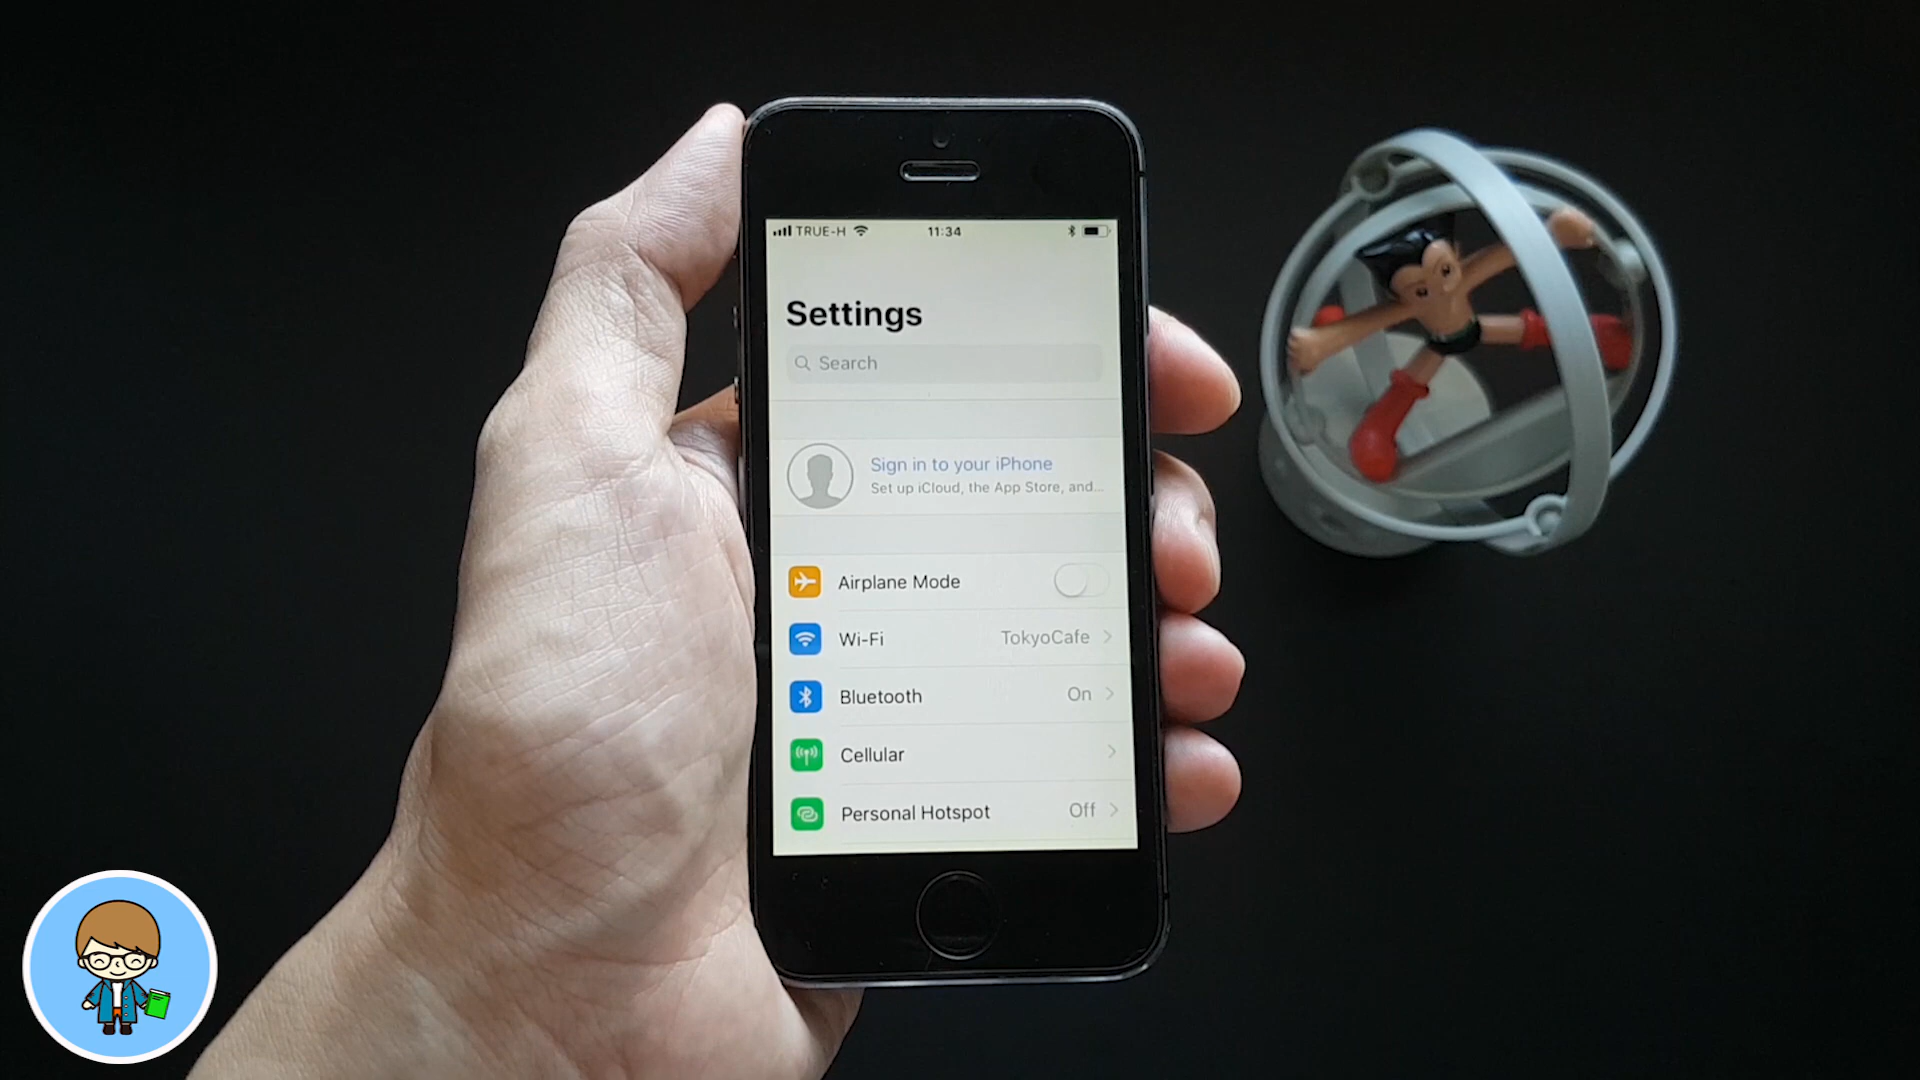 TRUE-H 11:34
Settings
Search
Sign in to your iPhone
Set up iCloud, the App Store, and...
Airplane Mode
Wi-Fi TokyoCafe
Bluetooth On
Cellular
Personal Hotspot Off